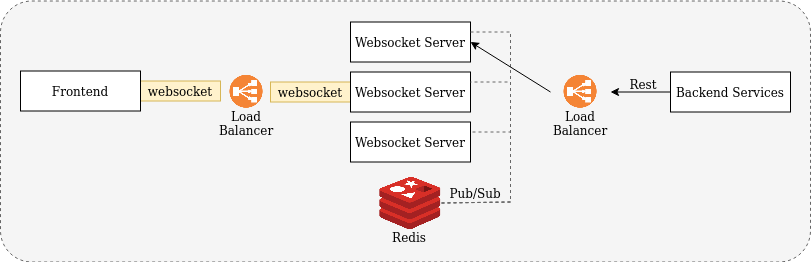 Websocket Server
Frontend
websocket
Load
Balancer
websocket
Websocket Server
Websocket Server
Load
Balancer
Rest
Backend Services
Pub/Sub
Redis